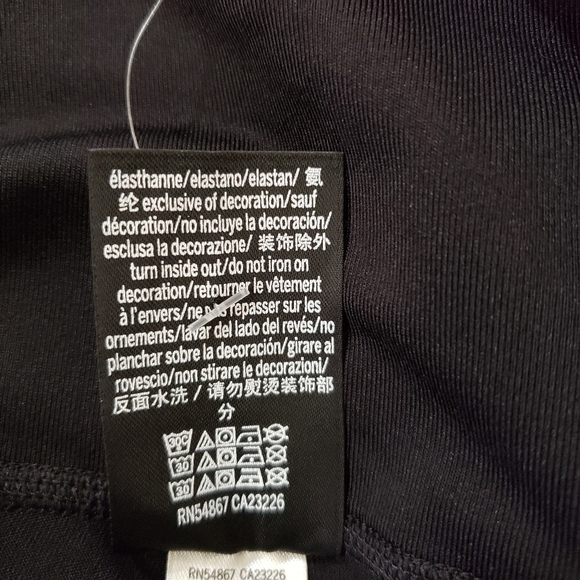 élasthanne/elastano/elastan/ 氨
纶 exclusive of decoration/sauf
décoration/no incluye la decoración/
esclusa la decorazione/ 装饰除外
turn inside out/do not iron on
decoration/retourner le vêtement
à l'envers/ne pas repasser sur les
ornements/lavar del lado del revés/no
planchar sobre la decoración/girare al
rovescio/non stirare le decorazioni/
反面水洗 / 请勿熨烫装饰部
分
30C
30
30
RN54867 CA23226
RN54867 CA23226